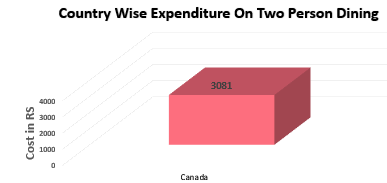 Country Wise Expenditure On Two Person Dining
3081
Cost in RS
4000
3000
2000
1000
0
Canada